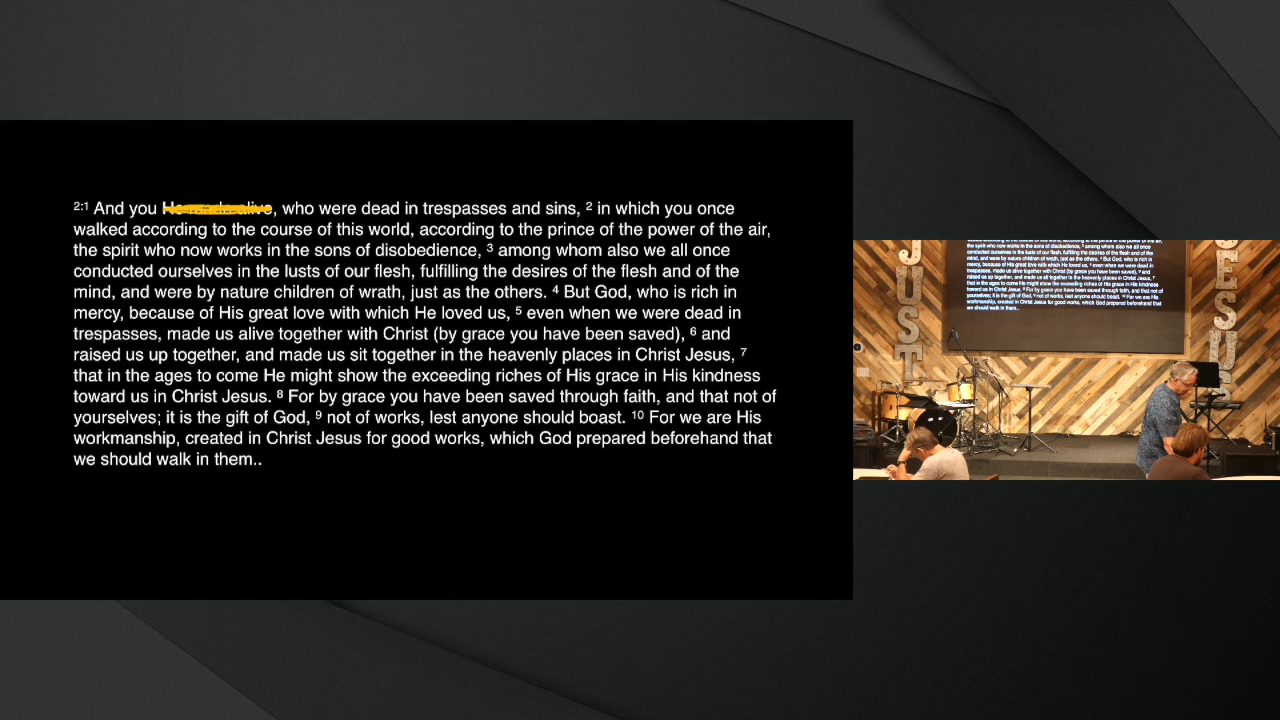 2:1 And you He made alive, who were dead in trespasses and sins, 2 in which you once
walked according to the course of this world, according to the prince of the power of the air,
the spirit who now works in the sons of disobedience, 3 among whom also we all once
conducted ourselves in the lusts of our flesh, fulfilling the desires of the flesh and of the
mind, and were by nature children of wrath, just as the others. 4 But God, who is rich in
mercy, because of His great love with which He loved us, 5 even when we were dead in
trespasses, made us alive together with Christ (by grace you have been saved), 6 and
raised us up together, and made us sit together in the heavenly places in Christ Jesus, 7
that in the ages to come He might show the exceeding riches of His grace in His kindness
toward us in Christ Jesus. 8 For by grace you have been saved through faith, and that not of
yourselves; it is the gift of God, 9 not of works, lest anyone should boast. 10 For we are His
workmanship, created in Christ Jesus for good works, which God prepared beforehand that
we should walk in them..
JUST
JESUS